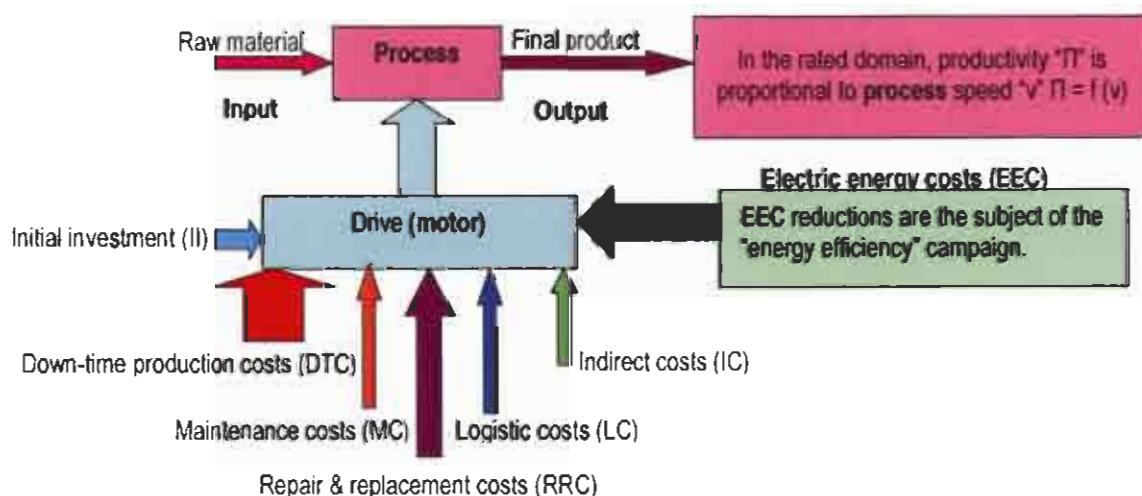 Raw material
Process
Final product
Input
Output
In the rated domain, productivity "Π" is
proportional to process speed "v" Π = f (v)
Electric energy costs (EEC)
Drive (motor)
EEC reductions are the subject of the
"energy efficiency" campaign.
Initial investment (II)
Down-time production costs (DTC)
Indirect costs (IC)
Maintenance costs (MC)
Logistic costs (LC)
Repair & replacement costs (RRC)